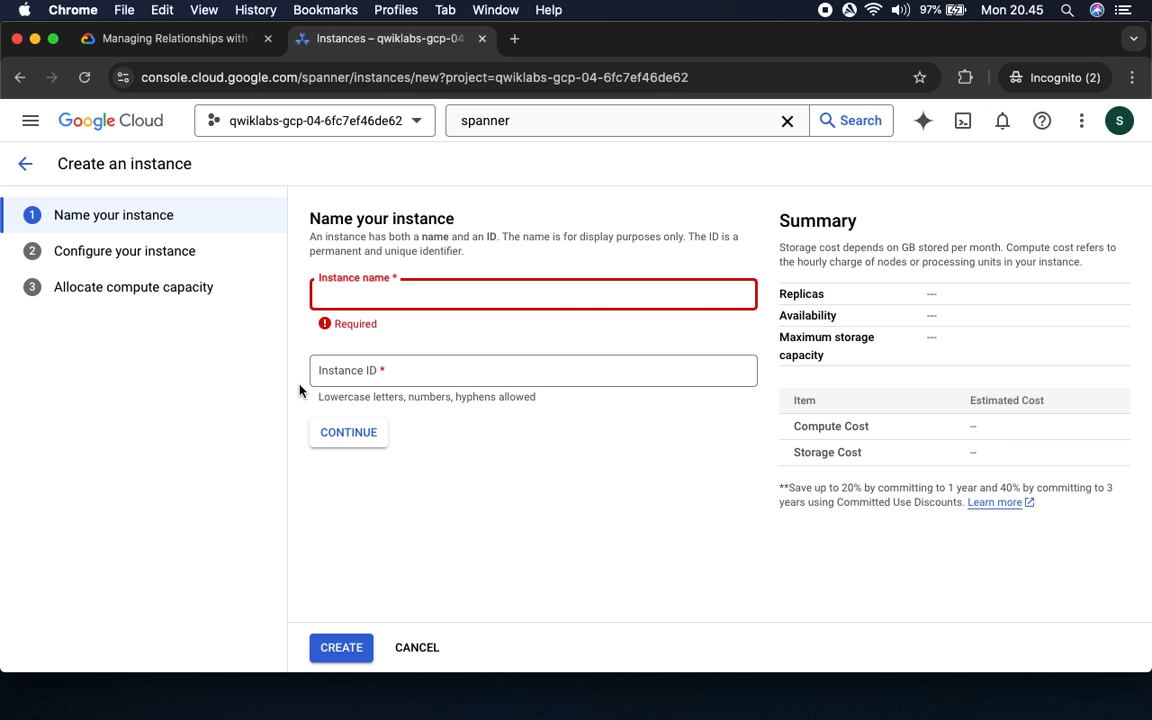 Chrome File Edit View History Bookmarks Profiles Tab Window Help 97% Mon 20.45
Managing Relationships with Instances – qwiklabs-gcp-04-
console.cloud.google.com/spanner/instances/new?project=qwiklabs-gcp-04-6fc7ef46de62 Incognito (2)
Google Cloud qwiklabs-gcp-04-6fc7ef46de62 spanner Search S
Create an instance
1 Name your instance
2 Configure your instance
3 Allocate compute capacity
Name your instance
An instance has both a name and an ID. The name is for display purposes only. The ID is a
permanent and unique identifier.
Instance name *
Required
Instance ID *
Lowercase letters, numbers, hyphens allowed
CONTINUE
Summary
Storage cost depends on GB stored per month. Compute cost refers to
the hourly charge of nodes or processing units in your instance.
Replicas ---
Availability ---
Maximum storage ---
capacity
Item Estimated Cost
Compute Cost --
Storage Cost --
**Save up to 20% by committing to 1 year and 40% by committing to 3
years using Committed Use Discounts. Learn more
CREATE CANCEL